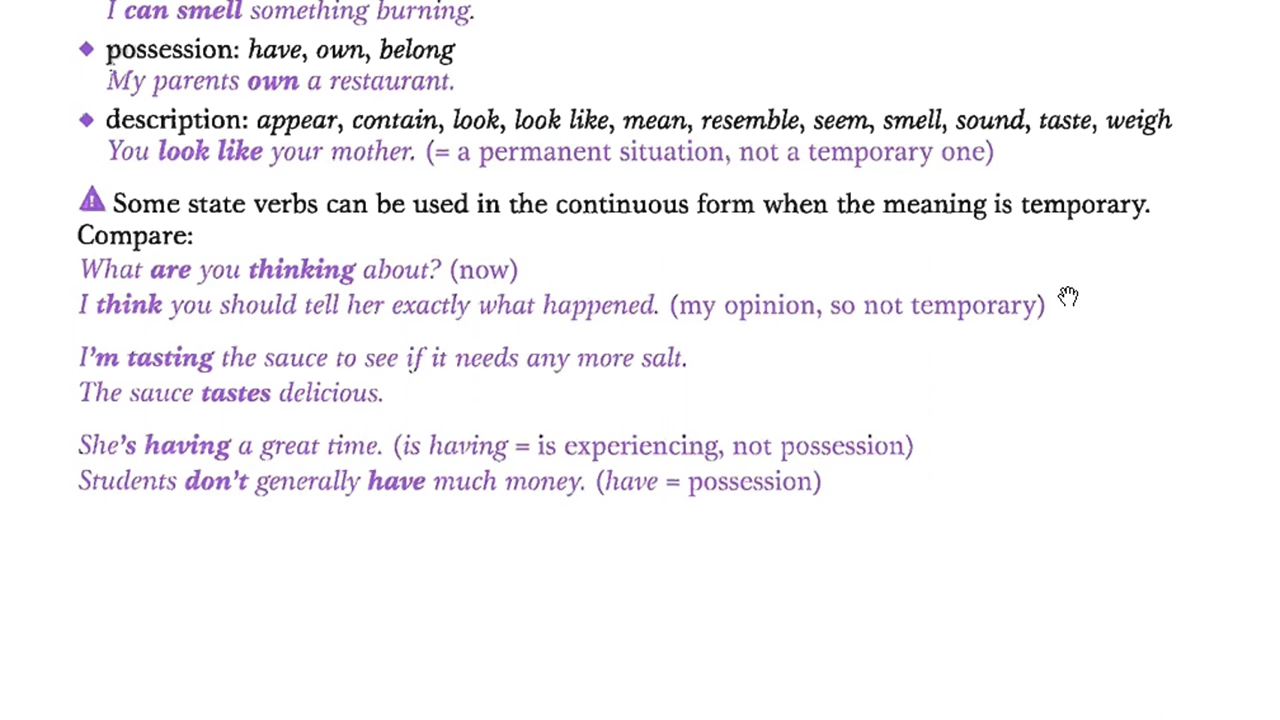 I can smell something burning.
◆ possession: have, own, belong
My parents own a restaurant.
◆ description: appear, contain, look, look like, mean, resemble, seem, smell, sound, taste, weigh
You look like your mother. (= a permanent situation, not a temporary one)
Some state verbs can be used in the continuous form when the meaning is temporary.
Compare:
What are you thinking about? (now)
I think you should tell her exactly what happened. (my opinion, so not temporary)
I'm tasting the sauce to see if it needs any more salt.
The sauce tastes delicious.
She's having a great time. (is having = is experiencing, not possession)
Students don't generally have much money. (have = possession)